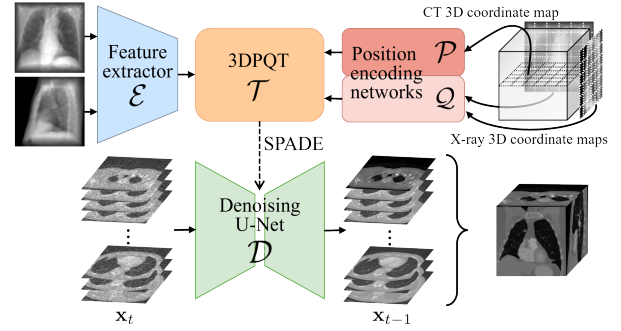 CT 3D coordinate map
Feature
extractor
ℰ
3DPQT
𝒯
Position
encoding
networks
𝒫
𝒬
X-ray 3D coordinate maps
SPADE
Denoising
U-Net
𝒟
⋮
⋮
x_t
x_{t−1}